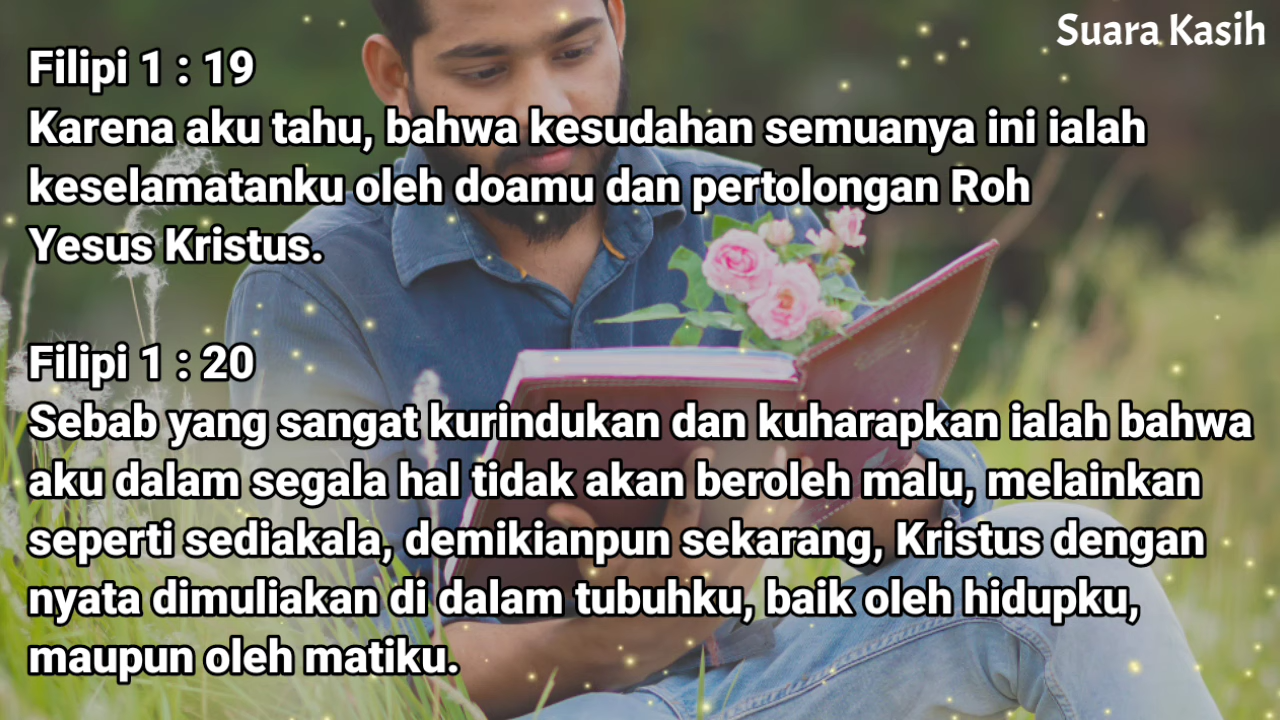 Suara Kasih
Filipi 1 : 19
Karena aku tahu, bahwa kesudahan semuanya ini ialah
keselamatanku oleh doamu dan pertolongan Roh
Yesus Kristus.
Filipi 1 : 20
Sebab yang sangat kurindukan dan kuharapkan ialah bahwa
aku dalam segala hal tidak akan beroleh malu, melainkan
seperti sediakala, demikianpun sekarang, Kristus dengan
nyata dimuliakan di dalam tubuhku, baik oleh hidupku,
maupun oleh matiku.